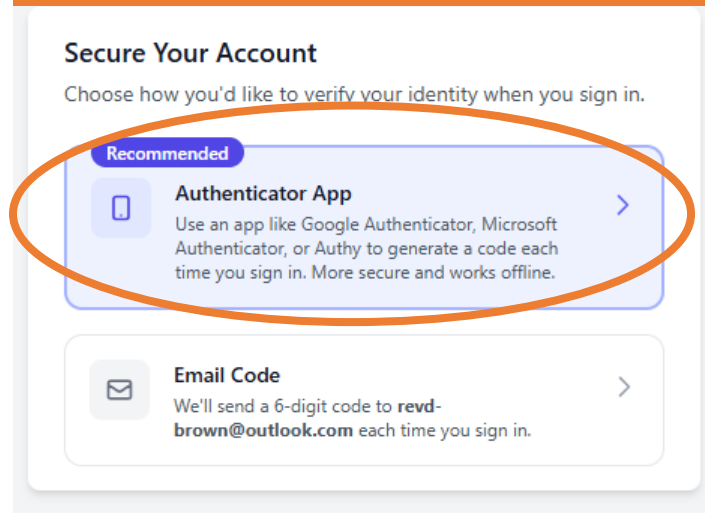 Secure Your Account
Choose how you'd like to verify your identity when you sign in.
Recommended
Authenticator App
Use an app like Google Authenticator, Microsoft
Authenticator, or Authy to generate a code each
time you sign in. More secure and works offline.
Email Code
We'll send a 6-digit code to revd-
brown@outlook.com each time you sign in.